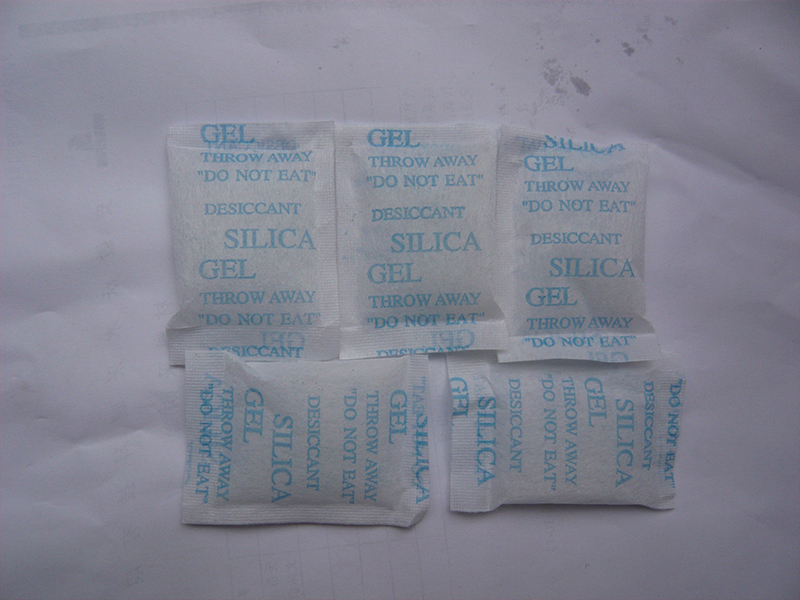 GEL
THROW AWAY
"DO NOT EAT"
DESICCANT
SILICA
GEL
THROW AWAY
"DO NOT EAT"
DESICCANT
GEL
THROW AWAY
"DO NOT EAT"
DESICCANT
SILICA
GEL
THROW AWAY
"DO NOT EAT"
DESICCANT
SILICA
GEL
THROW AWAY
"DO NOT EAT"
DESICCANT
SILICA
GEL
THROW AWAY
"DO NOT EAT"
SILICA
GEL
THROW AWAY
"DO NOT EAT"
DESICCANT
SILICA
GEL
THROW AWAY
"DO NOT EAT"
"DO NOT EAT"
DESICCANT
SILICA
GEL
THROW AWAY
"DO NOT EAT"
DESICCANT
SILICA
GEL